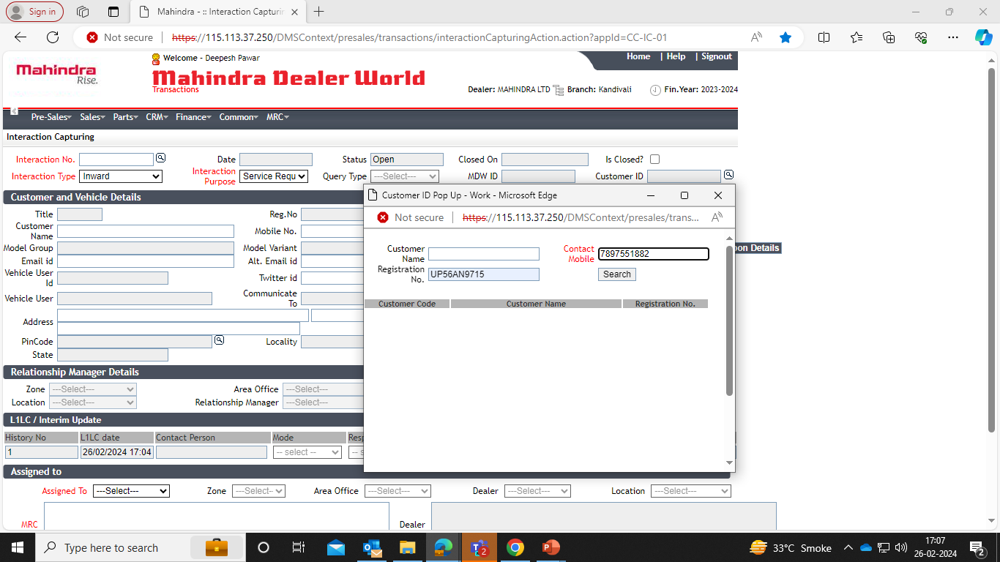 Sign in
Mahindra - :: Interaction Capturin
Not secure https://115.113.37.250/DMSContext/presales/transactions/interactionCapturingAction.action?appId=CC-IC-01
Mahindra
Rise.
Welcome - Deepesh Pawar
Home | Help | Signout
Mahindra Dealer World
Transactions
Dealer: MAHINDRA LTD Branch: Kandivali Fin.Year: 2023-2024
Pre-Sales Sales Parts CRM Finance Common MRC
Interaction Capturing
Interaction No. Date Status Open Closed On Is Closed?
Interaction Type Inward Interaction Purpose Service Requ Query Type ---Select--- MDW ID Customer ID
Customer and Vehicle Details
Title Reg.No
Customer Name Mobile No.
Model Group Model Variant
Email id Alt. Email id
Vehicle User Id Twitter id
Vehicle User Communicate To
Address
PinCode Locality
State
Relationship Manager Details
Zone ---Select--- Area Office ---Select---
Location ---Select--- Relationship Manager ---Select---
L1LC / Interim Update
History No L1LC date Contact Person Mode Resp
1 26/02/2024 17:04 -- select -- -- s
Assigned to
Assigned To ---Select--- Zone ---Select- Area Office ---Select--- Dealer ---Select--- Location ---Select---
MRC Dealer
Customer ID Pop Up - Work - Microsoft Edge
Not secure https://115.113.37.250/DMSContext/presales/trans...
Customer Name Contact Mobile 7897551882
Registration No. UP56AN9715 Search
Customer Code Customer Name Registration No.
on Details
Type here to search
33°C Smoke
17:07
26-02-2024
2
2